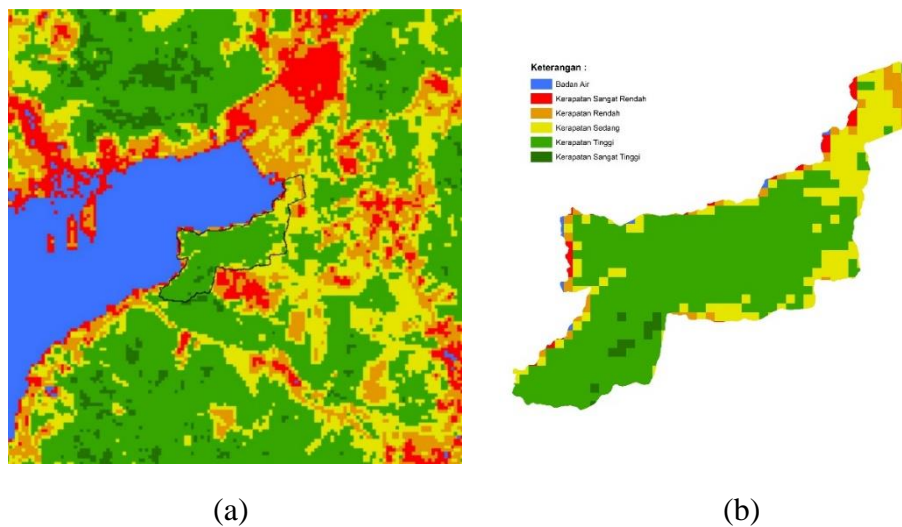 Keterangan :
Badan Air
Kerapatan Sangat Rendah
Kerapatan Rendah
Kerapatan Sedang
Kerapatan Tinggi
Kerapatan Sangat Tinggi
(a)
(b)